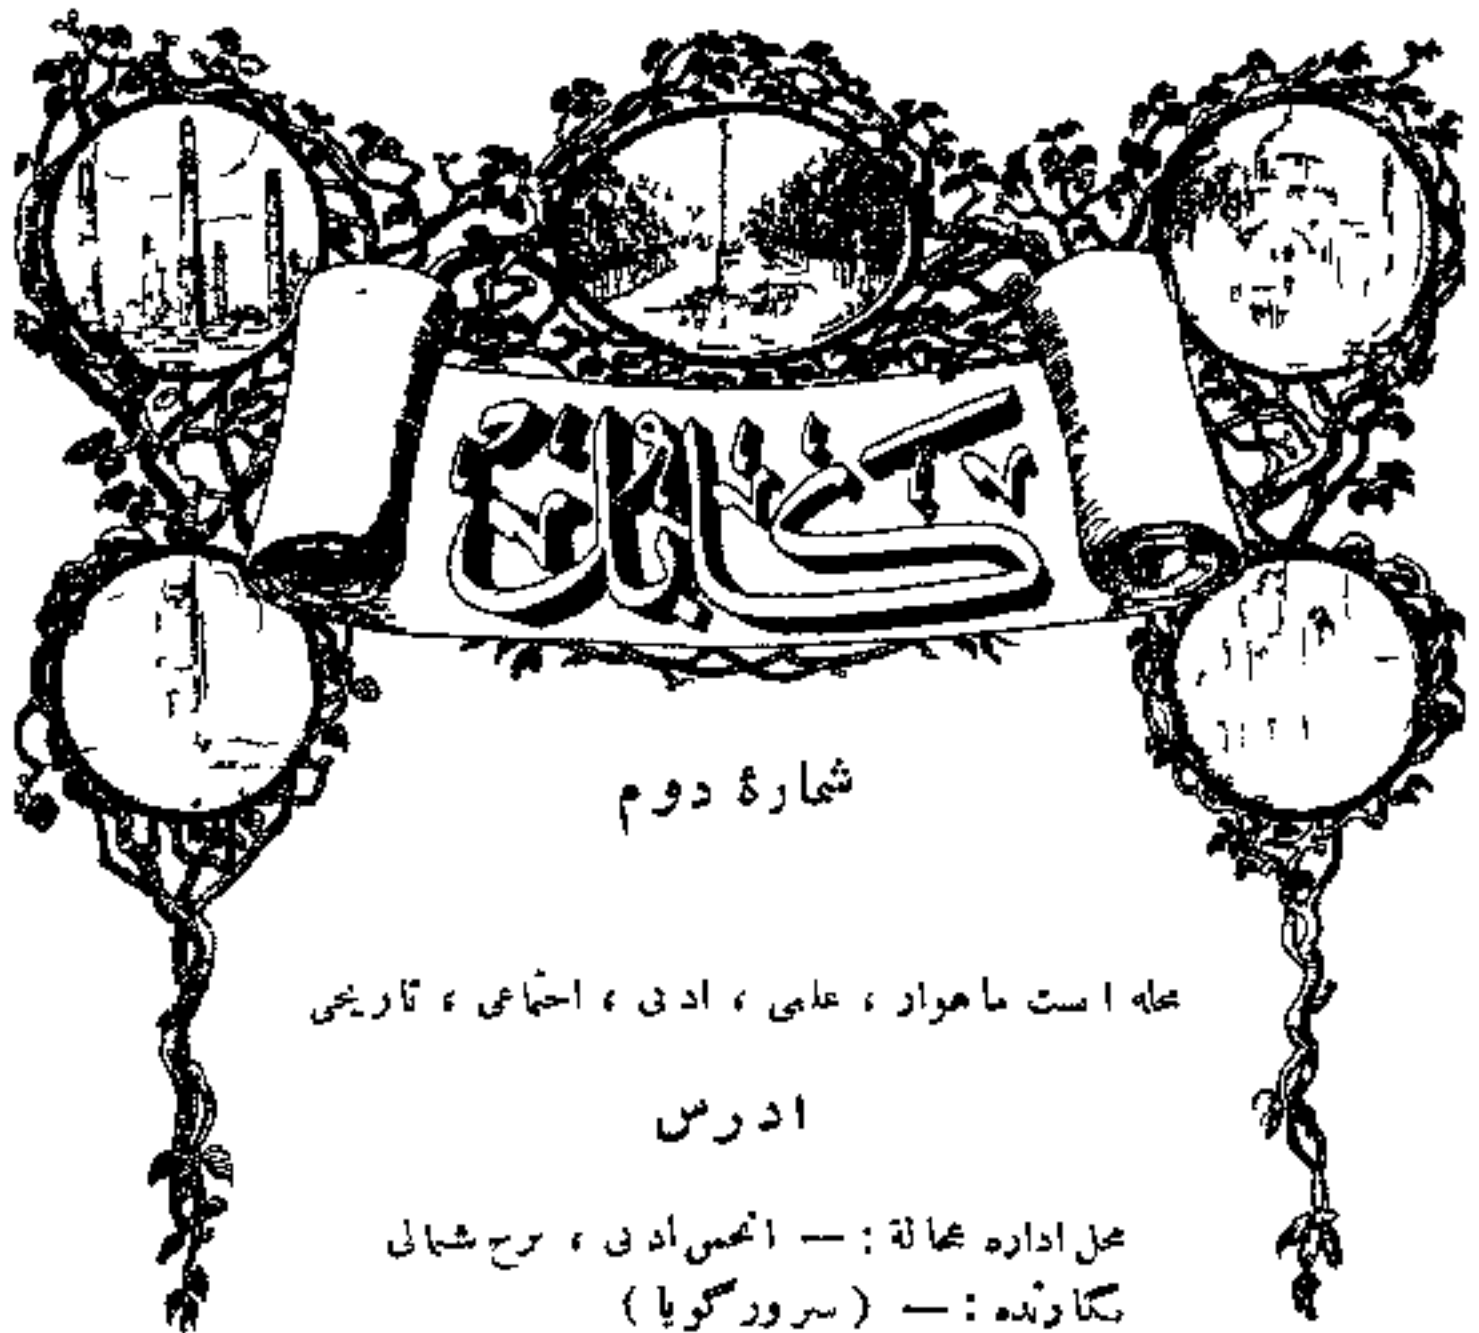 کابل
شمارهٔ دوم
مجله است ماهوار ، علمی ، ادبی ، اجتماعی ، تاریخی
ادرس
محل اداره عجالة : — انجمن ادبی ، برج شمالی
نگارنده : — ( سرور گویا )